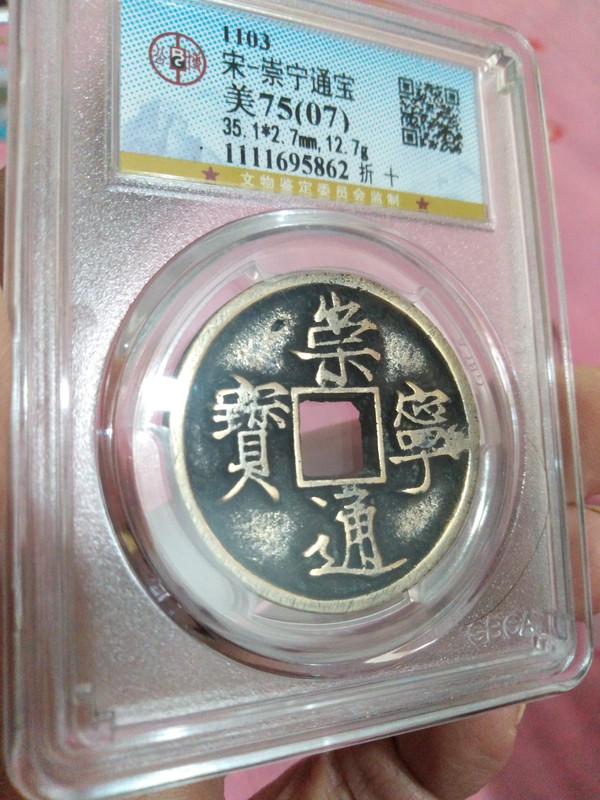 1103
宋-崇宁通宝
美75(07)
35.1*2.7mm,12.7g
1111695862 折十
★ 文物鉴定委员会监制 ★
崇
寶 寧
通